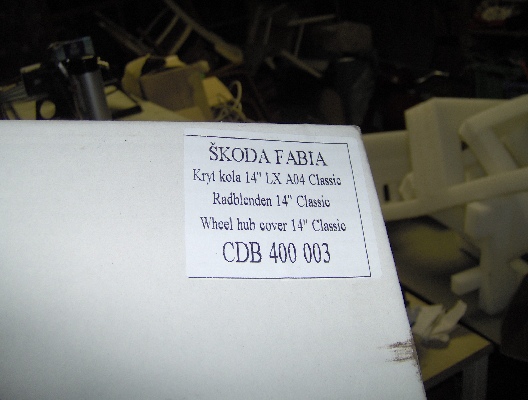 ŠKODA FABIA
Kryt kola 14" LX A04 Classic
Radblenden 14" Classic
Wheel hub cover 14" Classic
CDB 400 003